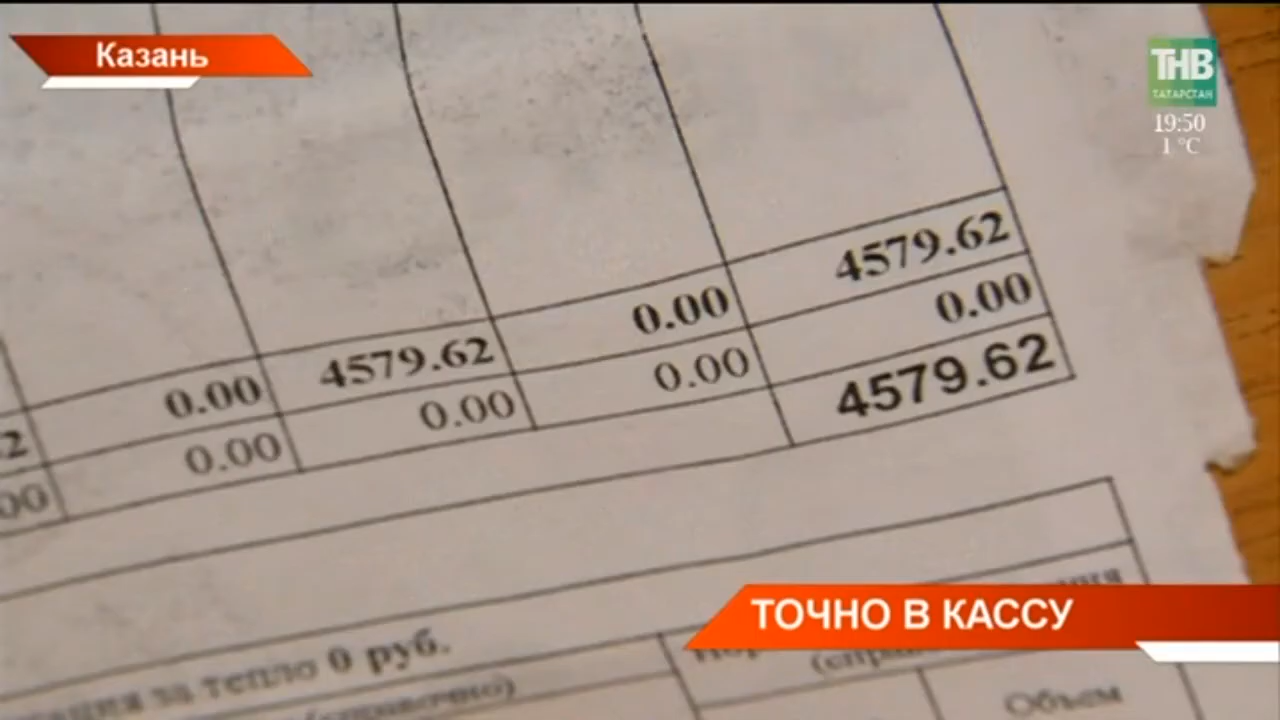 Казань
ТНВ
ТАТАРСТАН
19:50
1 °C
4579.62
0.00 4579.62 0.00 0.00
2 0.00 0.00 0.00 4579.62
00
ТОЧНО В КАССУ
за тепло 0 руб.
Объем